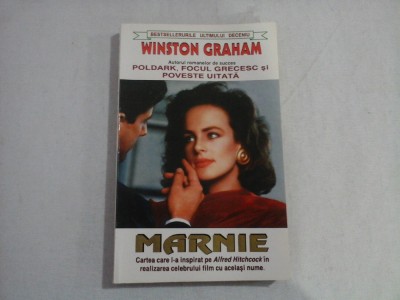 BESTSELLERURILE ULTIMULUI DECENIU
WINSTON GRAHAM
Autorul romanelor de succes
POLDARK, FOCUL GRECESC și
POVESTE UITATĂ
MARNIE
Cartea care l-a inspirat pe Alfred Hitchcock în
realizarea celebrului film cu același nume.